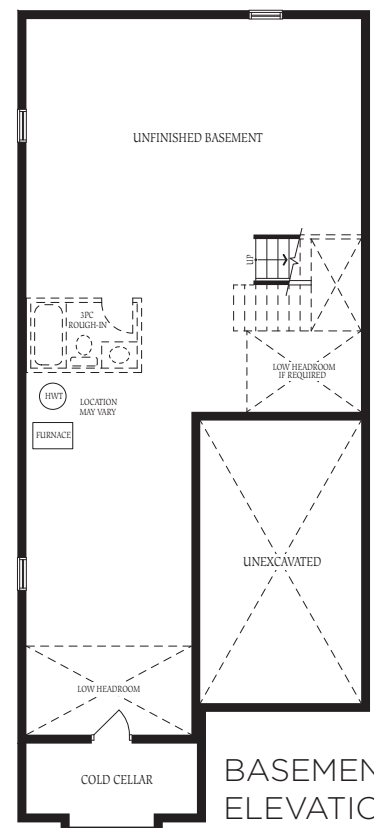 UNFINISHED BASEMENT
UP
3PC
ROUGH-IN
LOW HEADROOM
IF REQUIRED
HWT
LOCATION
MAY VARY
FURNACE
UNEXCAVATED
LOW HEADROOM
COLD CELLAR
BASEMEN
ELEVATIO